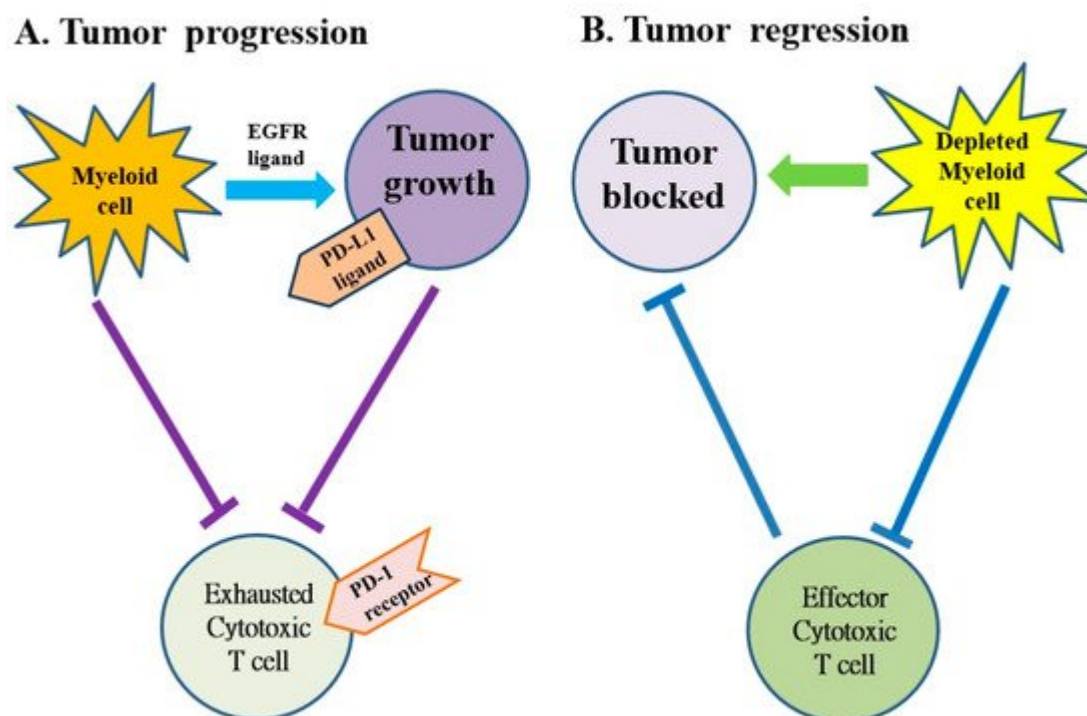 A. Tumor progression
Myeloid
cell
EGFR
ligand
Tumor
growth
PD-L1
ligand
Exhausted
Cytotoxic
T cell
PD-1
receptor
B. Tumor regression
Tumor
blocked
Depleted
Myeloid
cell
Effector
Cytotoxic
T cell